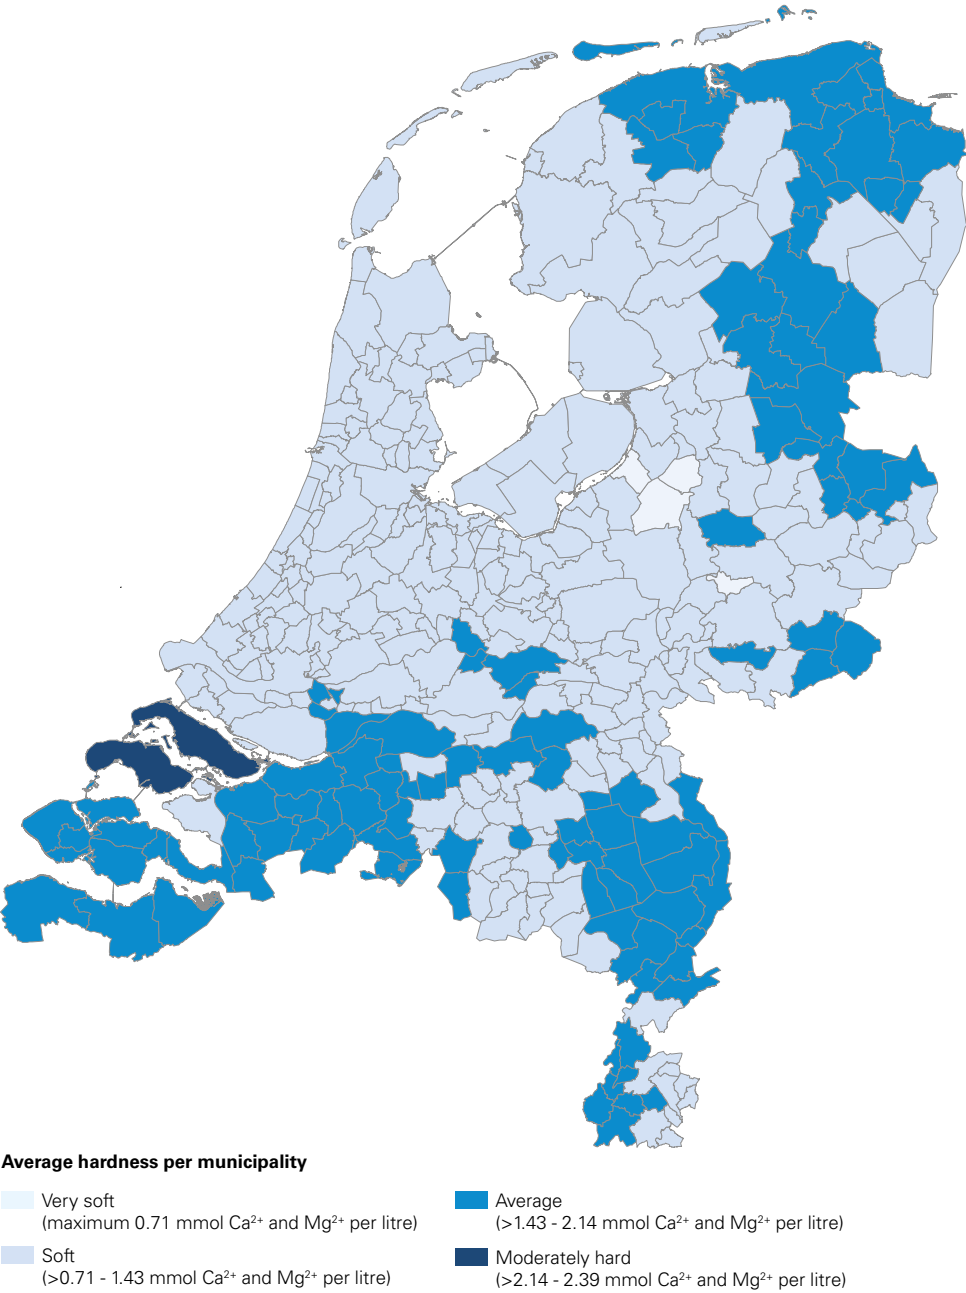 Average hardness per municipality
Very soft
(maximum 0.71 mmol Ca²⁺ and Mg²⁺ per litre)
Soft
(>0.71 - 1.43 mmol Ca²⁺ and Mg²⁺ per litre)
Average
(>1.43 - 2.14 mmol Ca²⁺ and Mg²⁺ per litre)
Moderately hard
(>2.14 - 2.39 mmol Ca²⁺ and Mg²⁺ per litre)